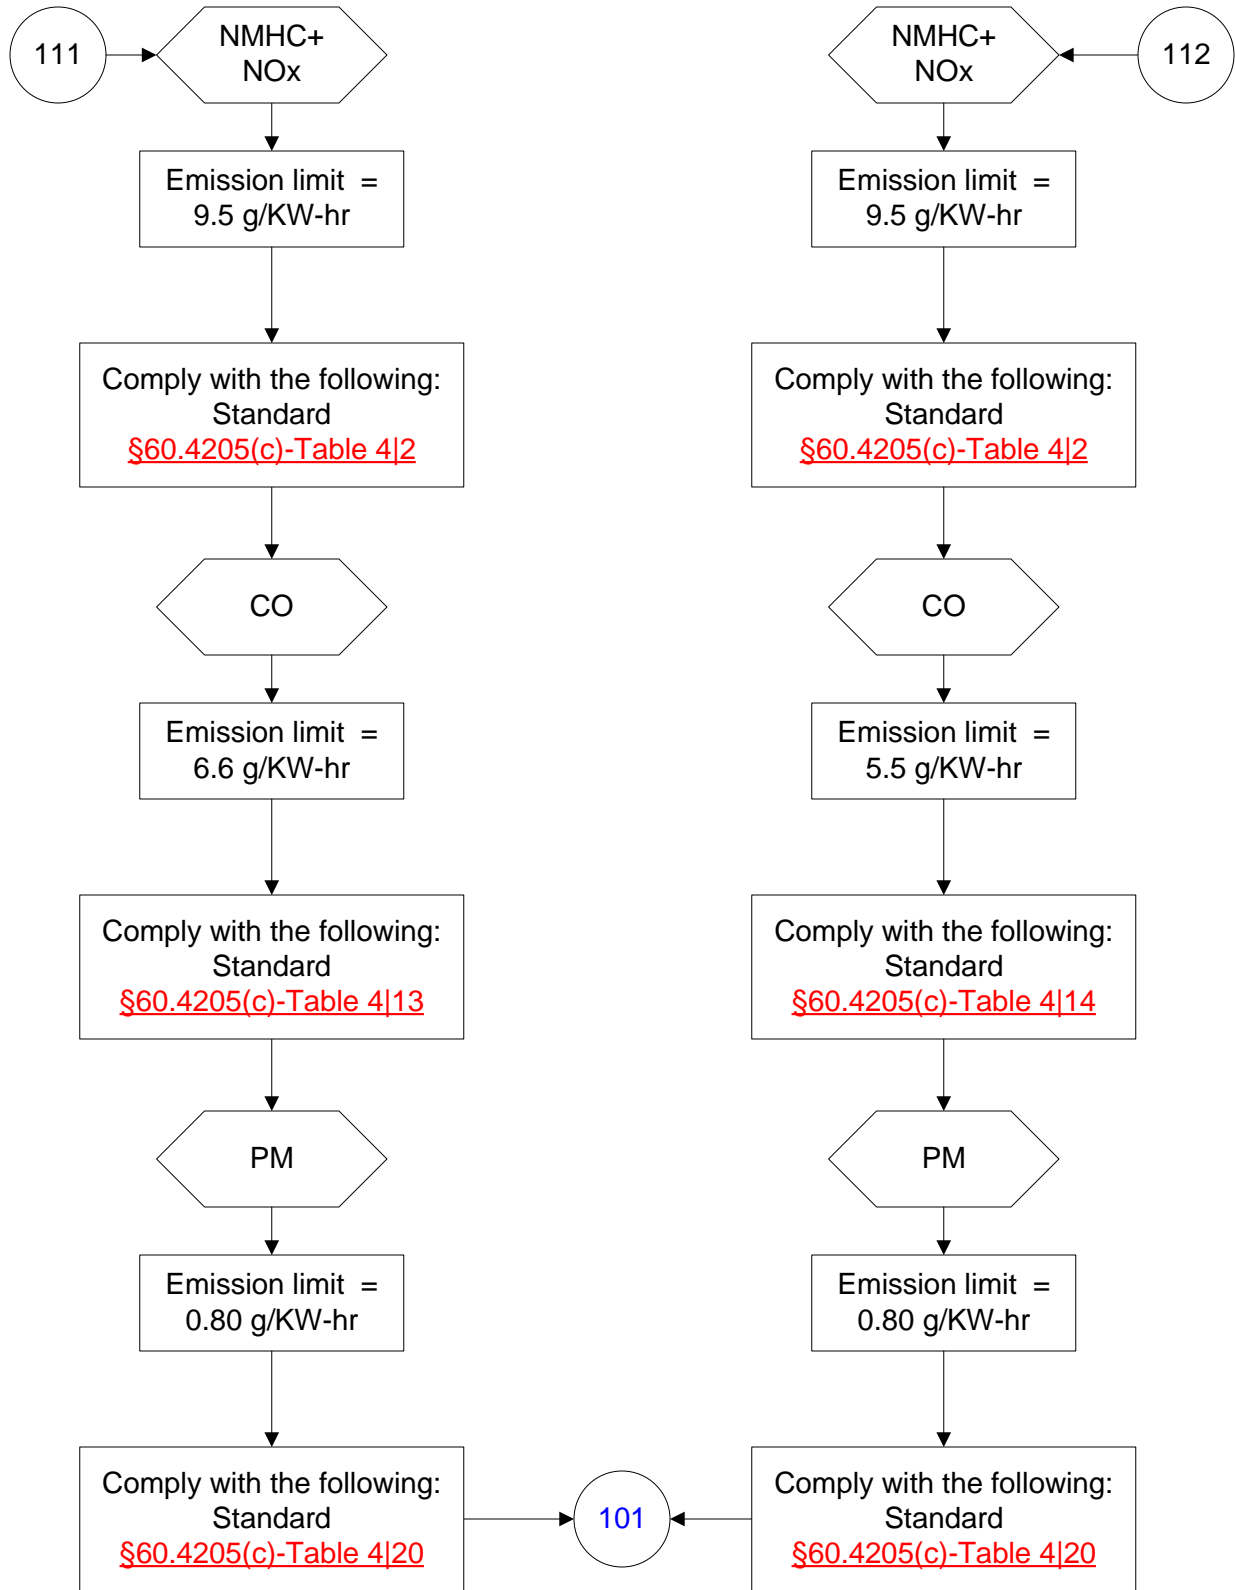 111
NMHC+
NOx
Emission limit  =
9.5 g/KW-hr
Comply with the following:
Standard
§60.4205(c)-Table 4|2
CO
Emission limit  =
6.6 g/KW-hr
Comply with the following:
Standard
§60.4205(c)-Table 4|13
PM
Emission limit  =
0.80 g/KW-hr
Comply with the following:
Standard
§60.4205(c)-Table 4|20
NMHC+
NOx
112
Emission limit  =
9.5 g/KW-hr
Comply with the following:
Standard
§60.4205(c)-Table 4|2
CO
Emission limit  =
5.5 g/KW-hr
Comply with the following:
Standard
§60.4205(c)-Table 4|14
PM
Emission limit  =
0.80 g/KW-hr
Comply with the following:
Standard
§60.4205(c)-Table 4|20
101